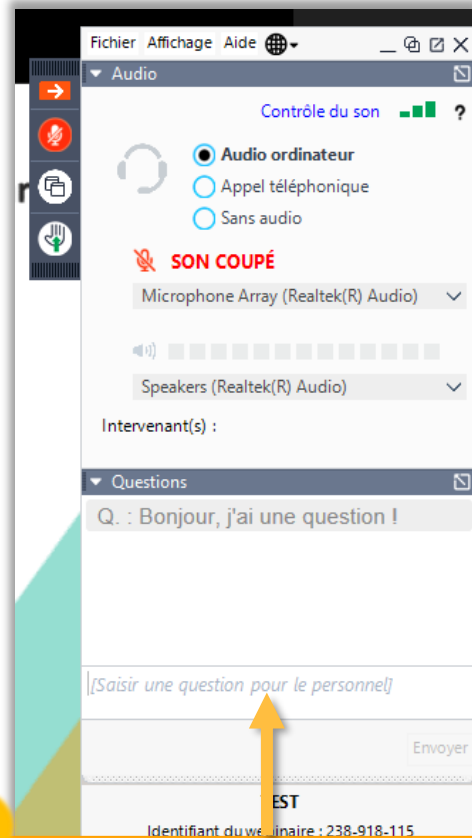 Fichier Affichage Aide
Audio
Contrôle du son ?
Audio ordinateur
Appel téléphonique
Sans audio
SON COUPÉ
Microphone Array (Realtek(R) Audio)
Speakers (Realtek(R) Audio)
Intervenant(s) :
Questions
Q. : Bonjour, j'ai une question !
[Saisir une question pour le personnel]
Envoyer
Identifiant du webinaire : 238-918-115